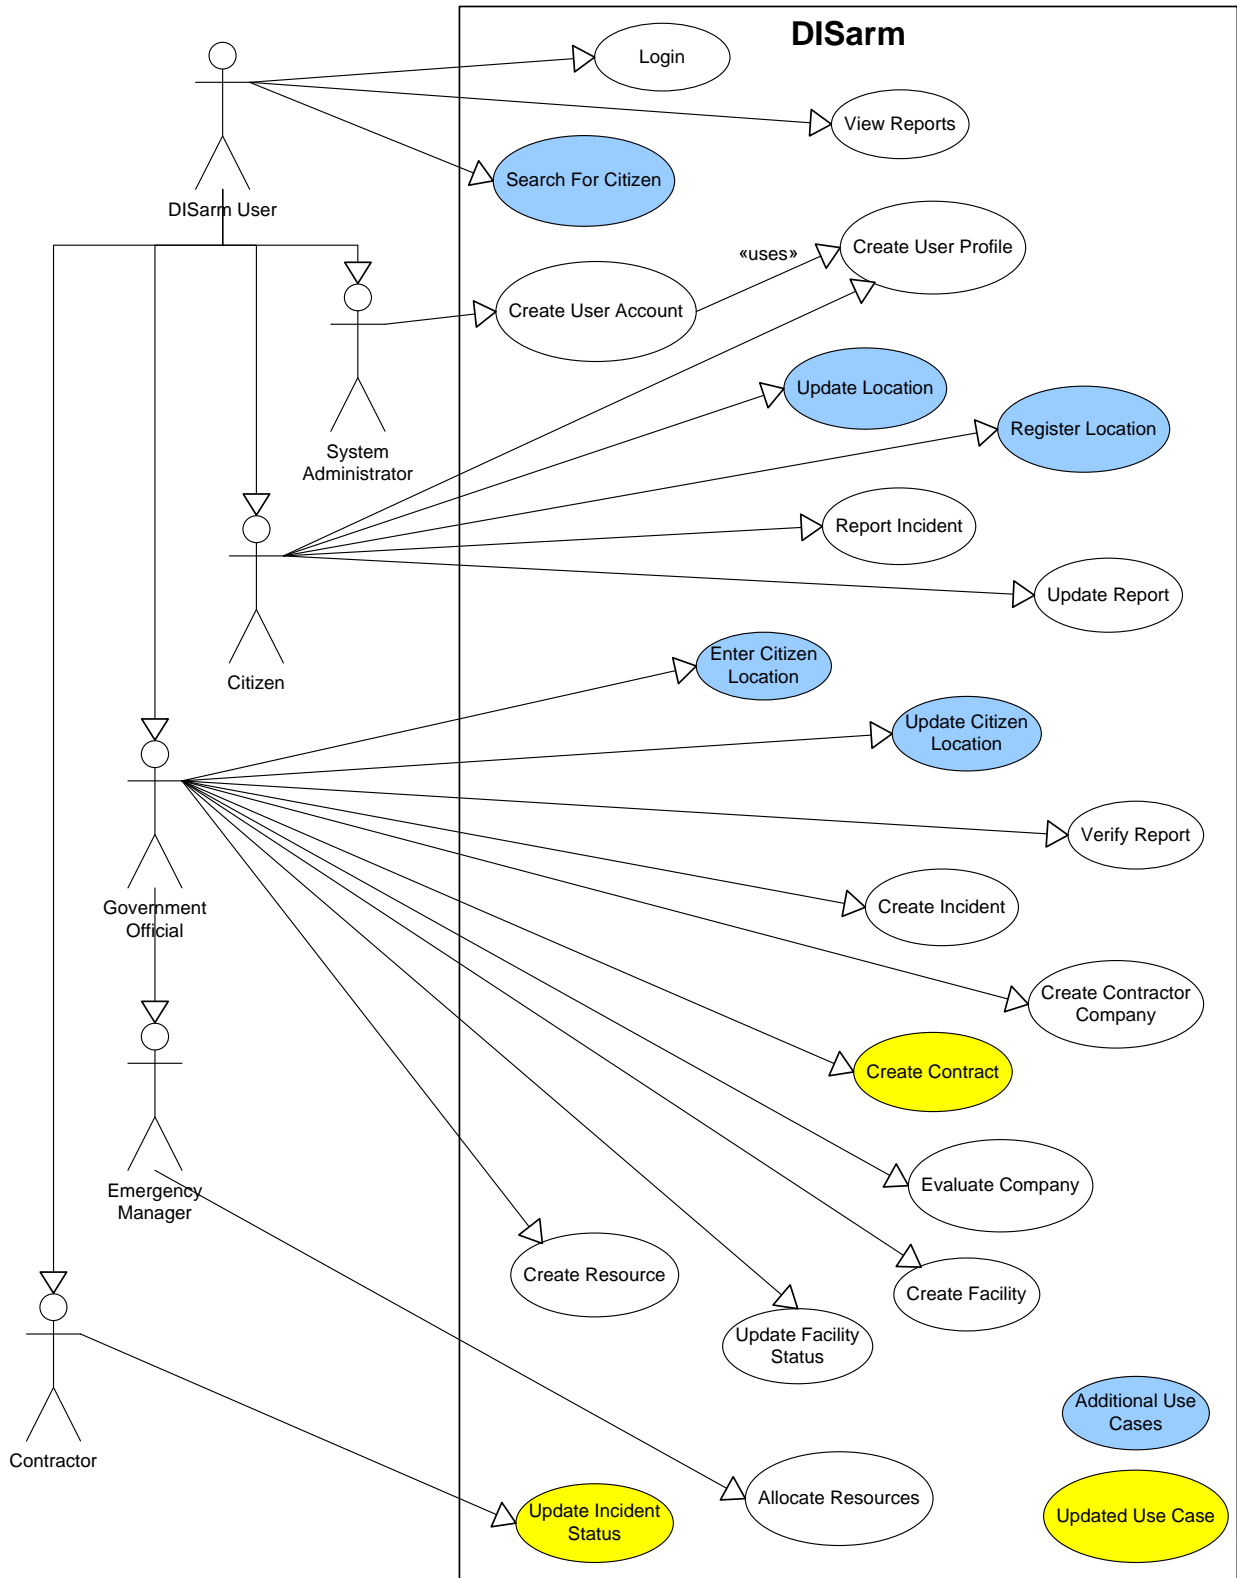 DISarm
Login
View Reports
Search For Citizen
DISarm User
«uses»
Create User Profile
Create User Account
Update Location
Register Location
System
Administrator
Report Incident
Update Report
Citizen
Enter Citizen
Location
Update Citizen
Location
Verify Report
Government
Official
Create Incident
Create Contractor
Company
Create Contract
Evaluate Company
Emergency
Manager
Create Resource
Create Facility
Update Facility
Status
Contractor
Additional Use
Cases
Allocate Resources
Update Incident
Status
Updated Use Case